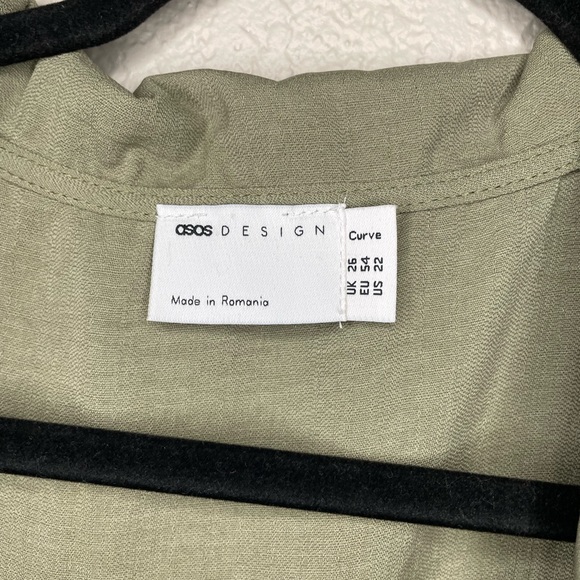 asos DESIGN
Made in Romania
Curve
UK 26
EU 54
US 22